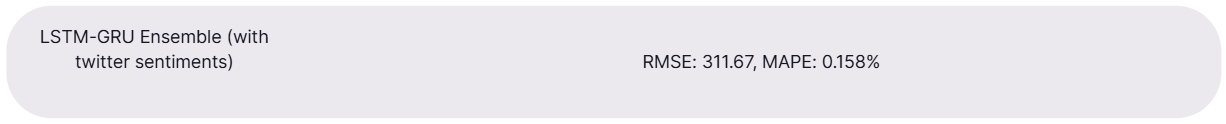 LSTM-GRU Ensemble (with
twitter sentiments)
RMSE: 311.67, MAPE: 0.158%